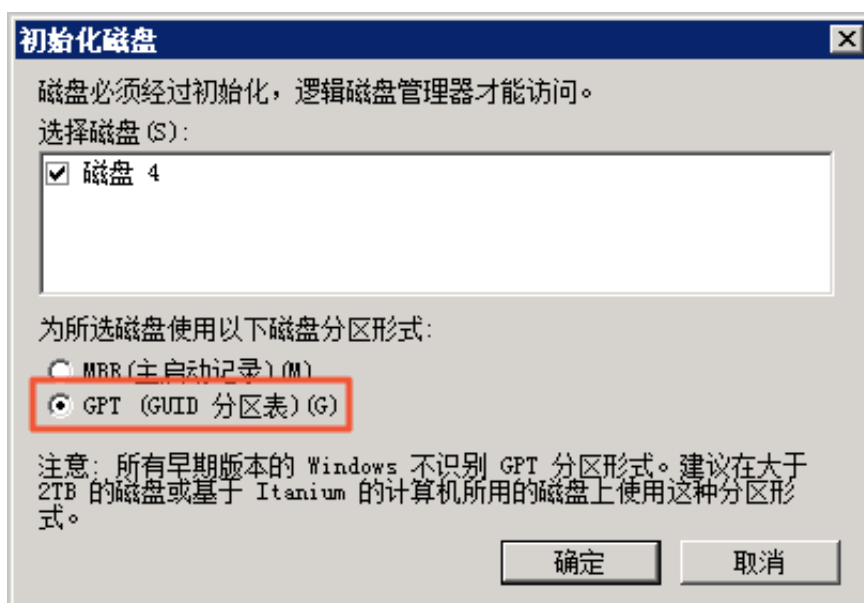 初始化磁盘
磁盘必须经过初始化，逻辑磁盘管理器才能访问。
选择磁盘(S):
磁盘 4
为所选磁盘使用以下磁盘分区形式:
MBR(主启动记录)(M)
GPT (GUID 分区表)(G)
注意: 所有早期版本的 Windows 不识别 GPT 分区形式。建议在大于
2TB 的磁盘或基于 Itanium 的计算机所用的磁盘上使用这种分区形
式。
确定
取消